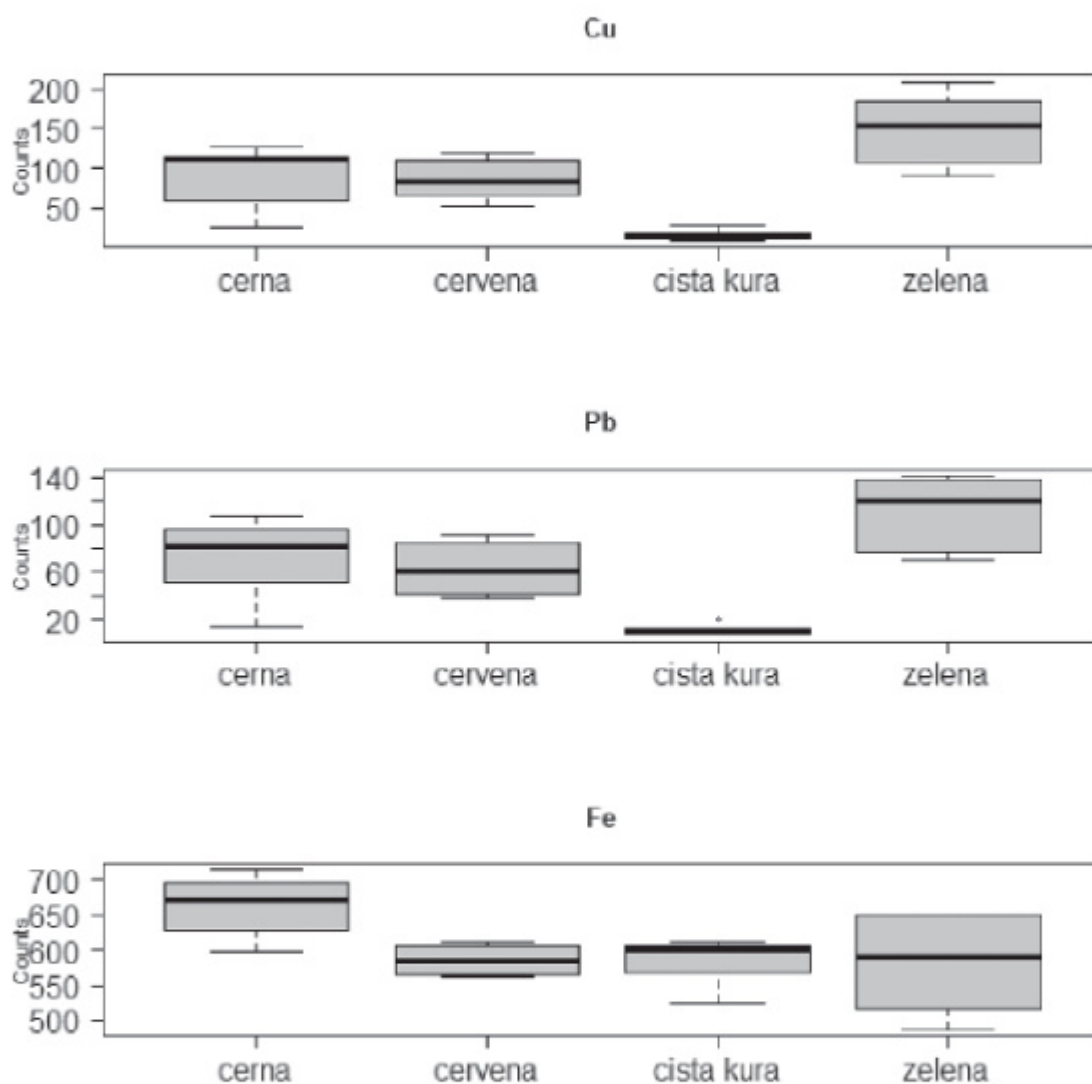 Cu
Counts
200
150
100
50
cerna cervena cista kura zelena
Pb
Counts
140
100
60
20
cerna cervena cista kura zelena
Fe
Counts
700
650
600
550
500
cerna cervena cista kura zelena